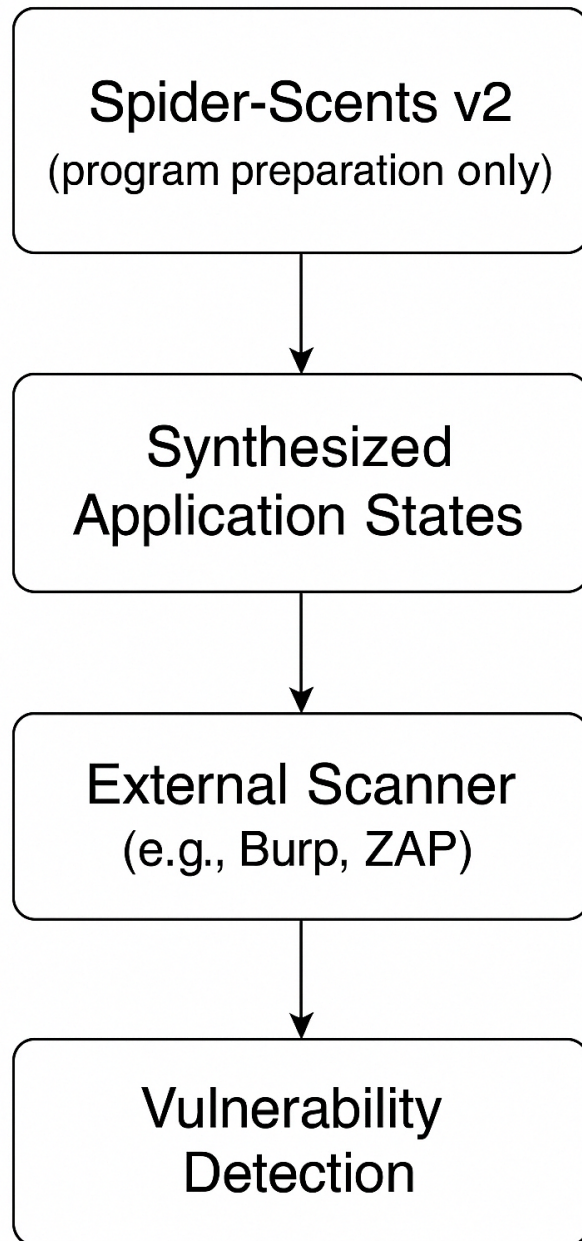 Spider-Scents v2
(program preparation only)
Synthesized
Application States
External Scanner
(e.g., Burp, ZAP)
Vulnerability
Detection